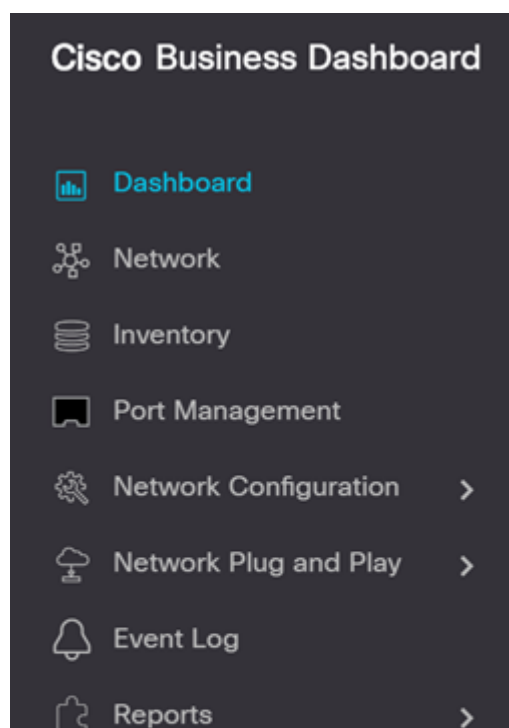 Cisco Business Dashboard
Dashboard
Network
Inventory
Port Management
Network Configuration
Network Plug and Play
Event Log
Reports